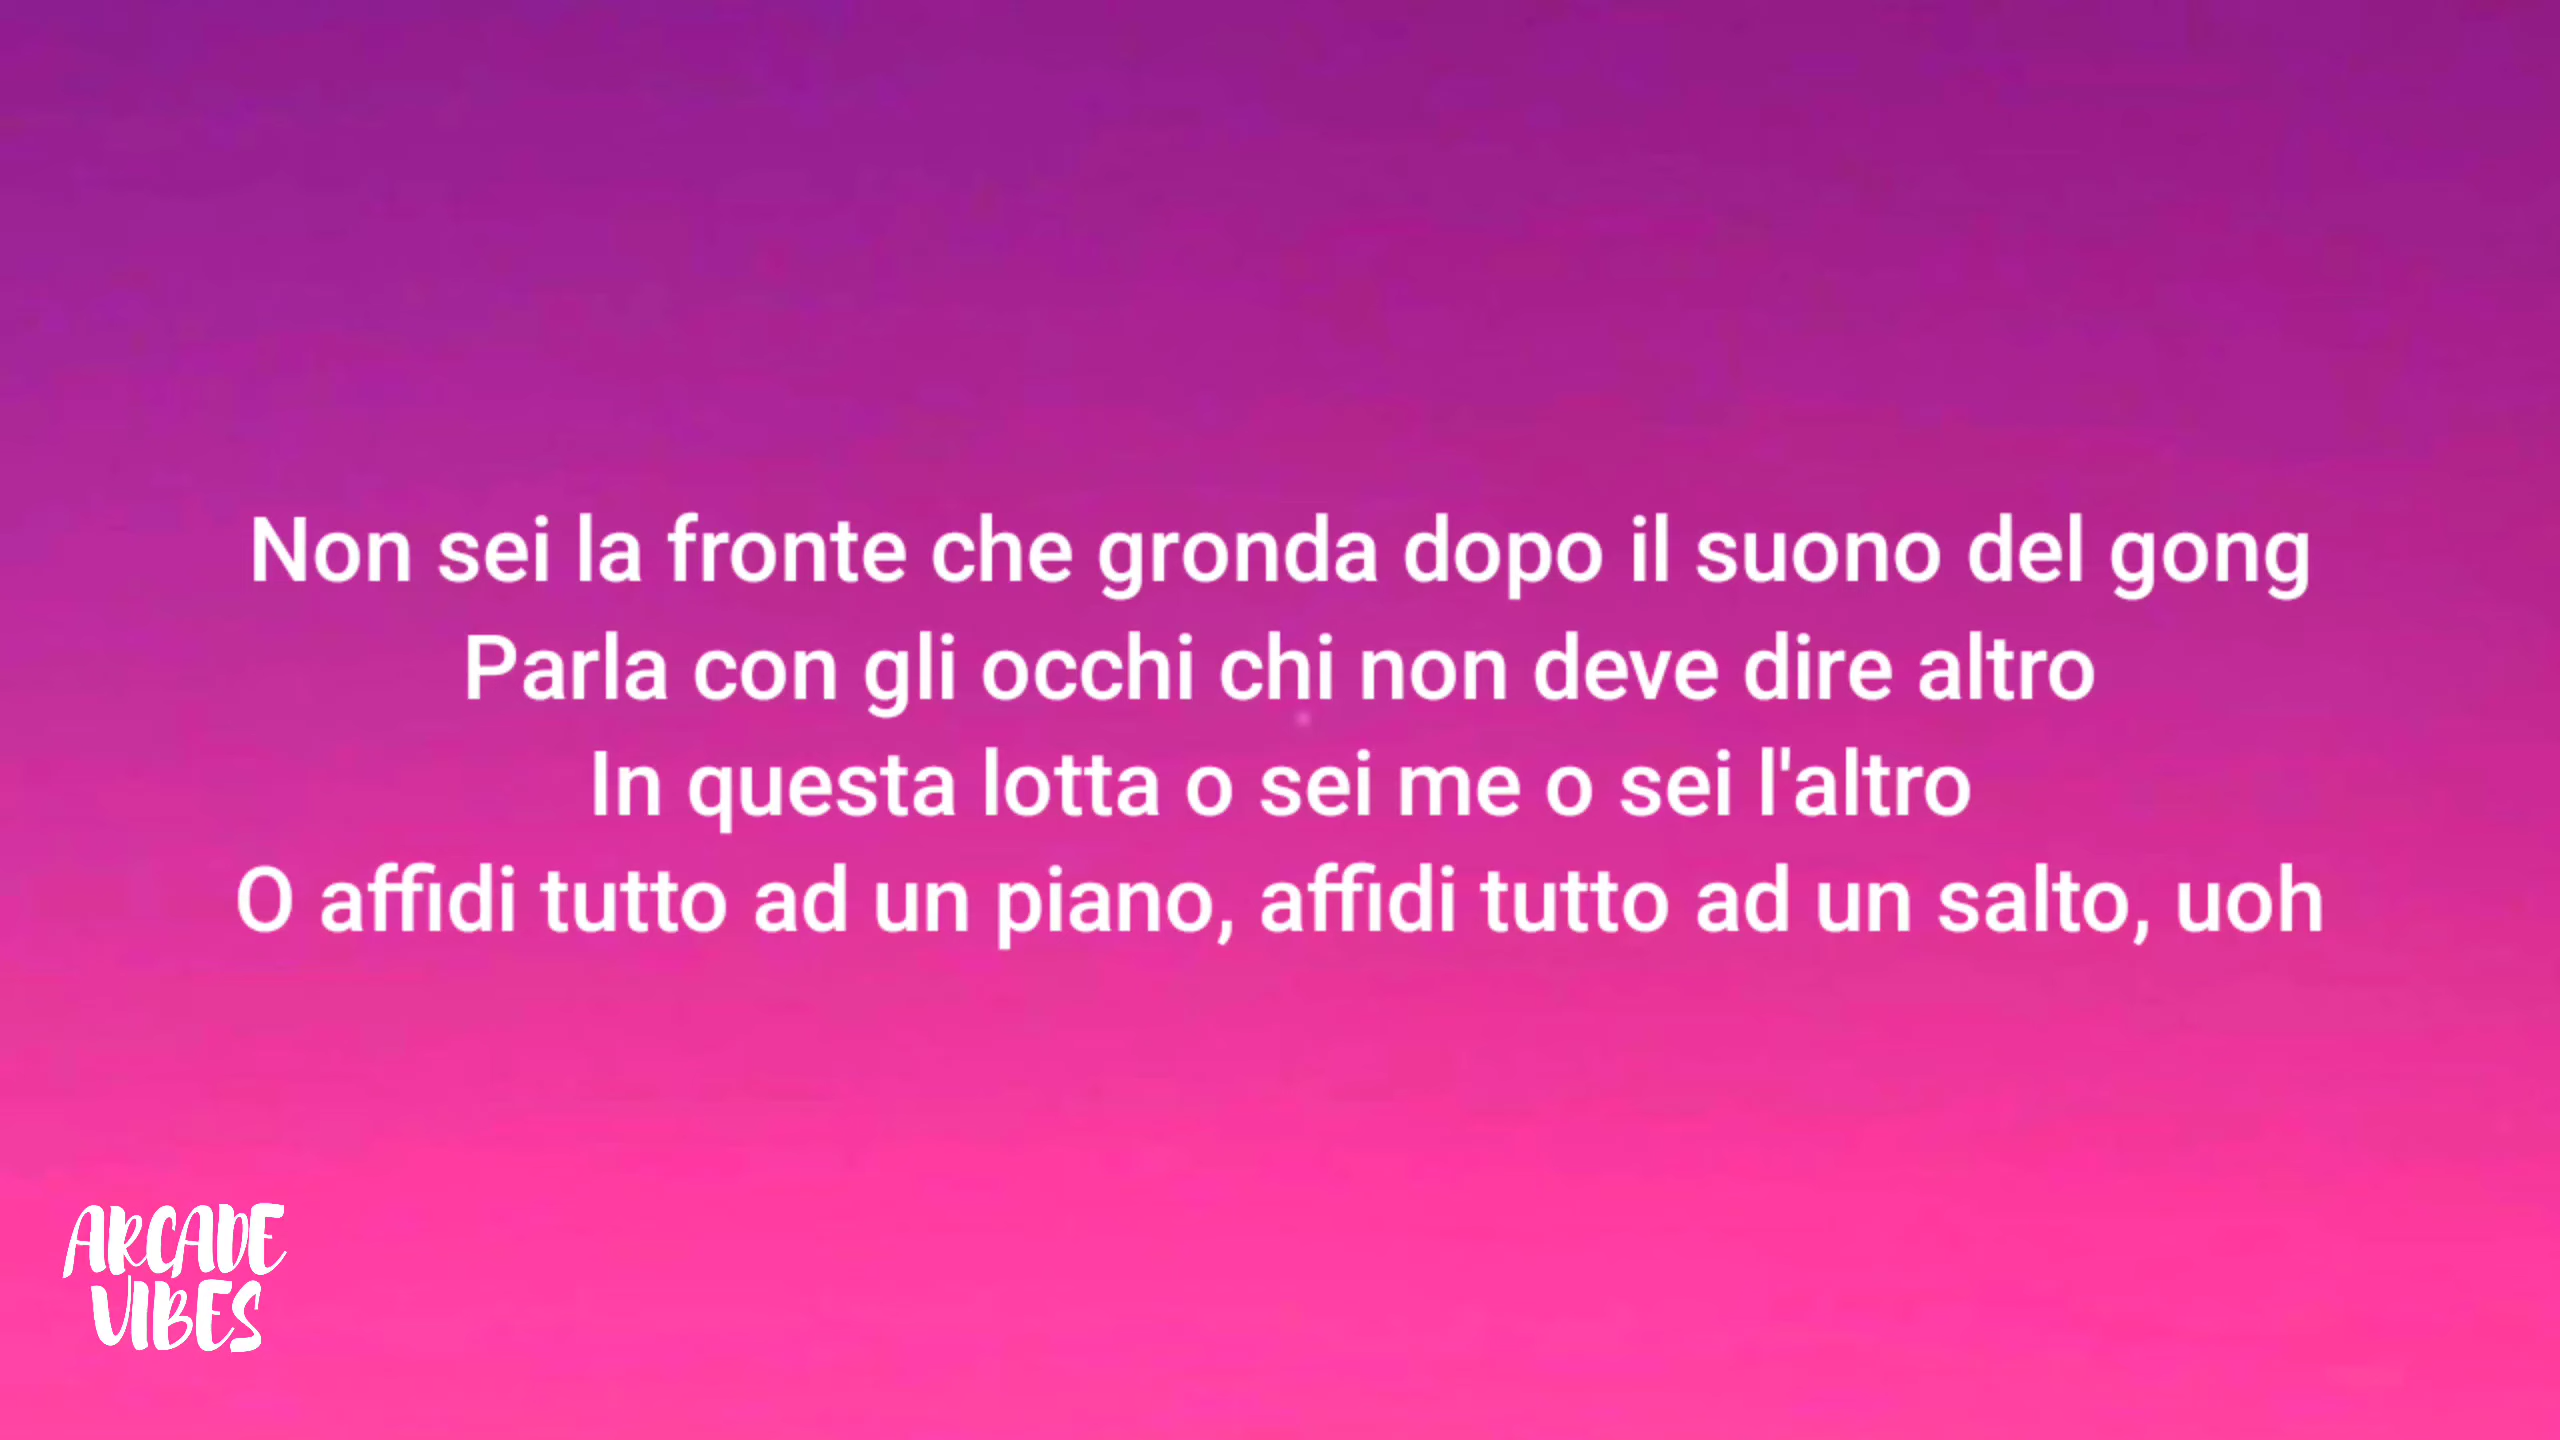 Non sei la fronte che gronda dopo il suono del gong
Parla con gli occhi chi non deve dire altro
In questa lotta o sei me o sei l'altro
O affidi tutto ad un piano, affidi tutto ad un salto, uoh
ARCADE
VIBES